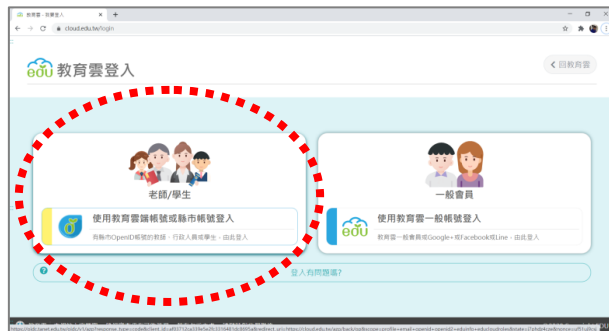 教育雲 - 教育登入
cloud.edu.tw/login
edu 教育雲登入
回教育雲
老師/學生
使用教育雲端帳號或縣市帳號登入
有縣市OpenID帳號的教師、行政人員或學生，由此登入
一般會員
edu 使用教育雲一般帳號登入
教育雲一般會員或Google+或Facebook或Line，由此登入
登入有問題嗎?